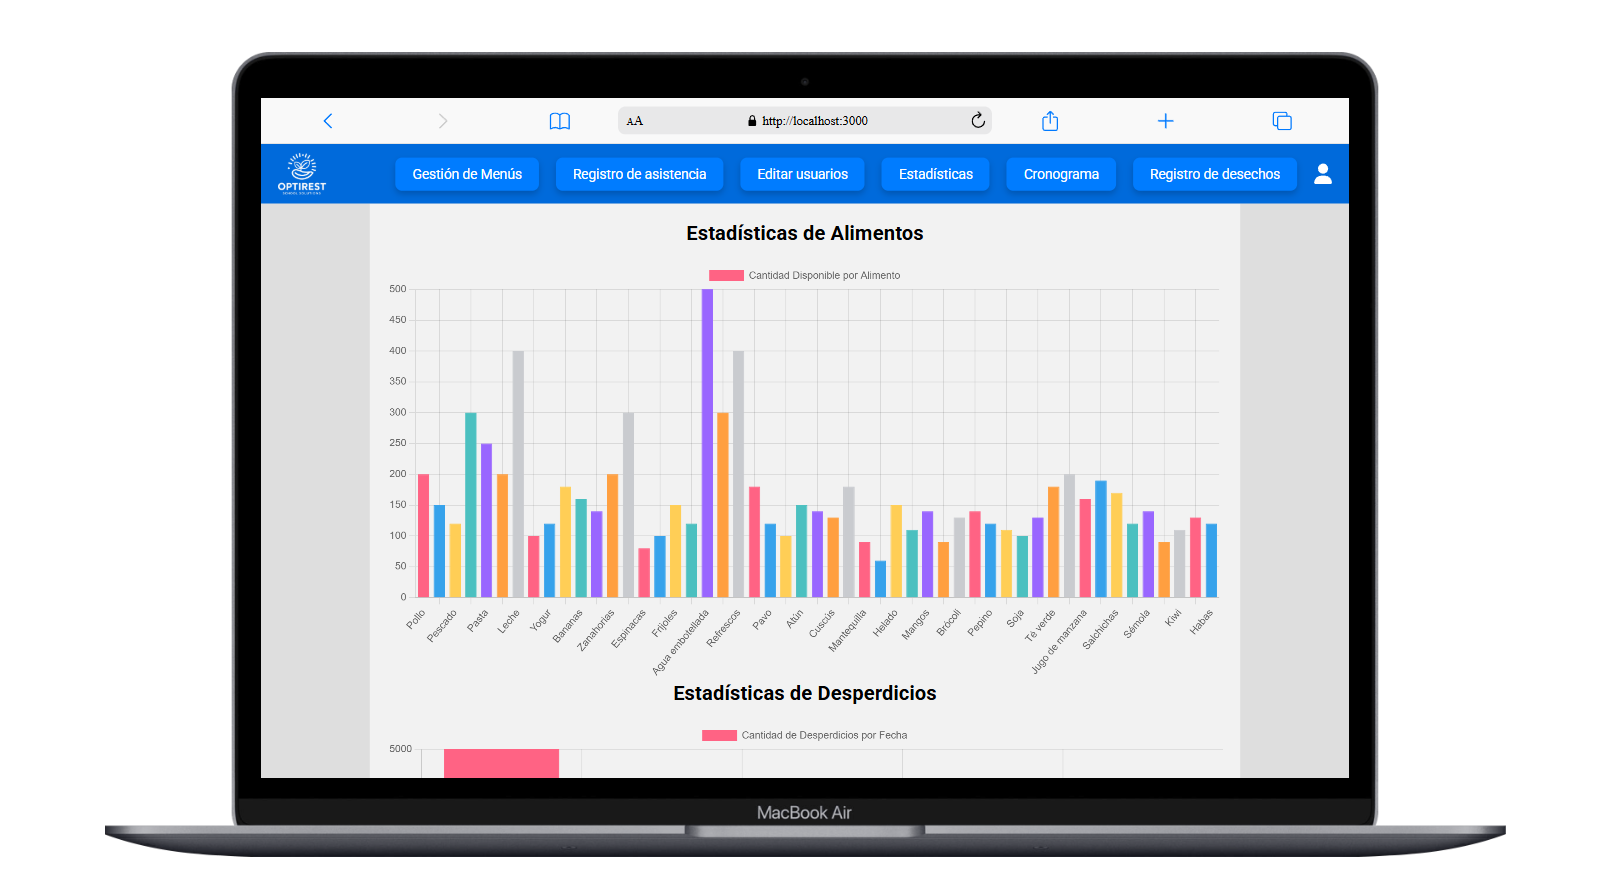 AA http://localhost:3000
OPTIREST
Gestión de Menús Registro de asistencia Editar usuarios Estadísticas Cronograma Registro de desechos
Estadísticas de Alimentos
Cantidad Disponible por Alimento
500
450
400
350
300
250
200
150
100
50
0
Pollo Pescado Pasta Leche Yogur Bananas Zanahorias Espinacas Frijoles Agua embotellada Refrescos Pavo Atún Cuscús Mantequilla Helado Mangos Brócoli Pepino Soja Té verde Jugo de manzana Salchichas Sémola Kiwi Habas
Estadísticas de Desperdicios
Cantidad de Desperdicios por Fecha
5000
MacBook Air